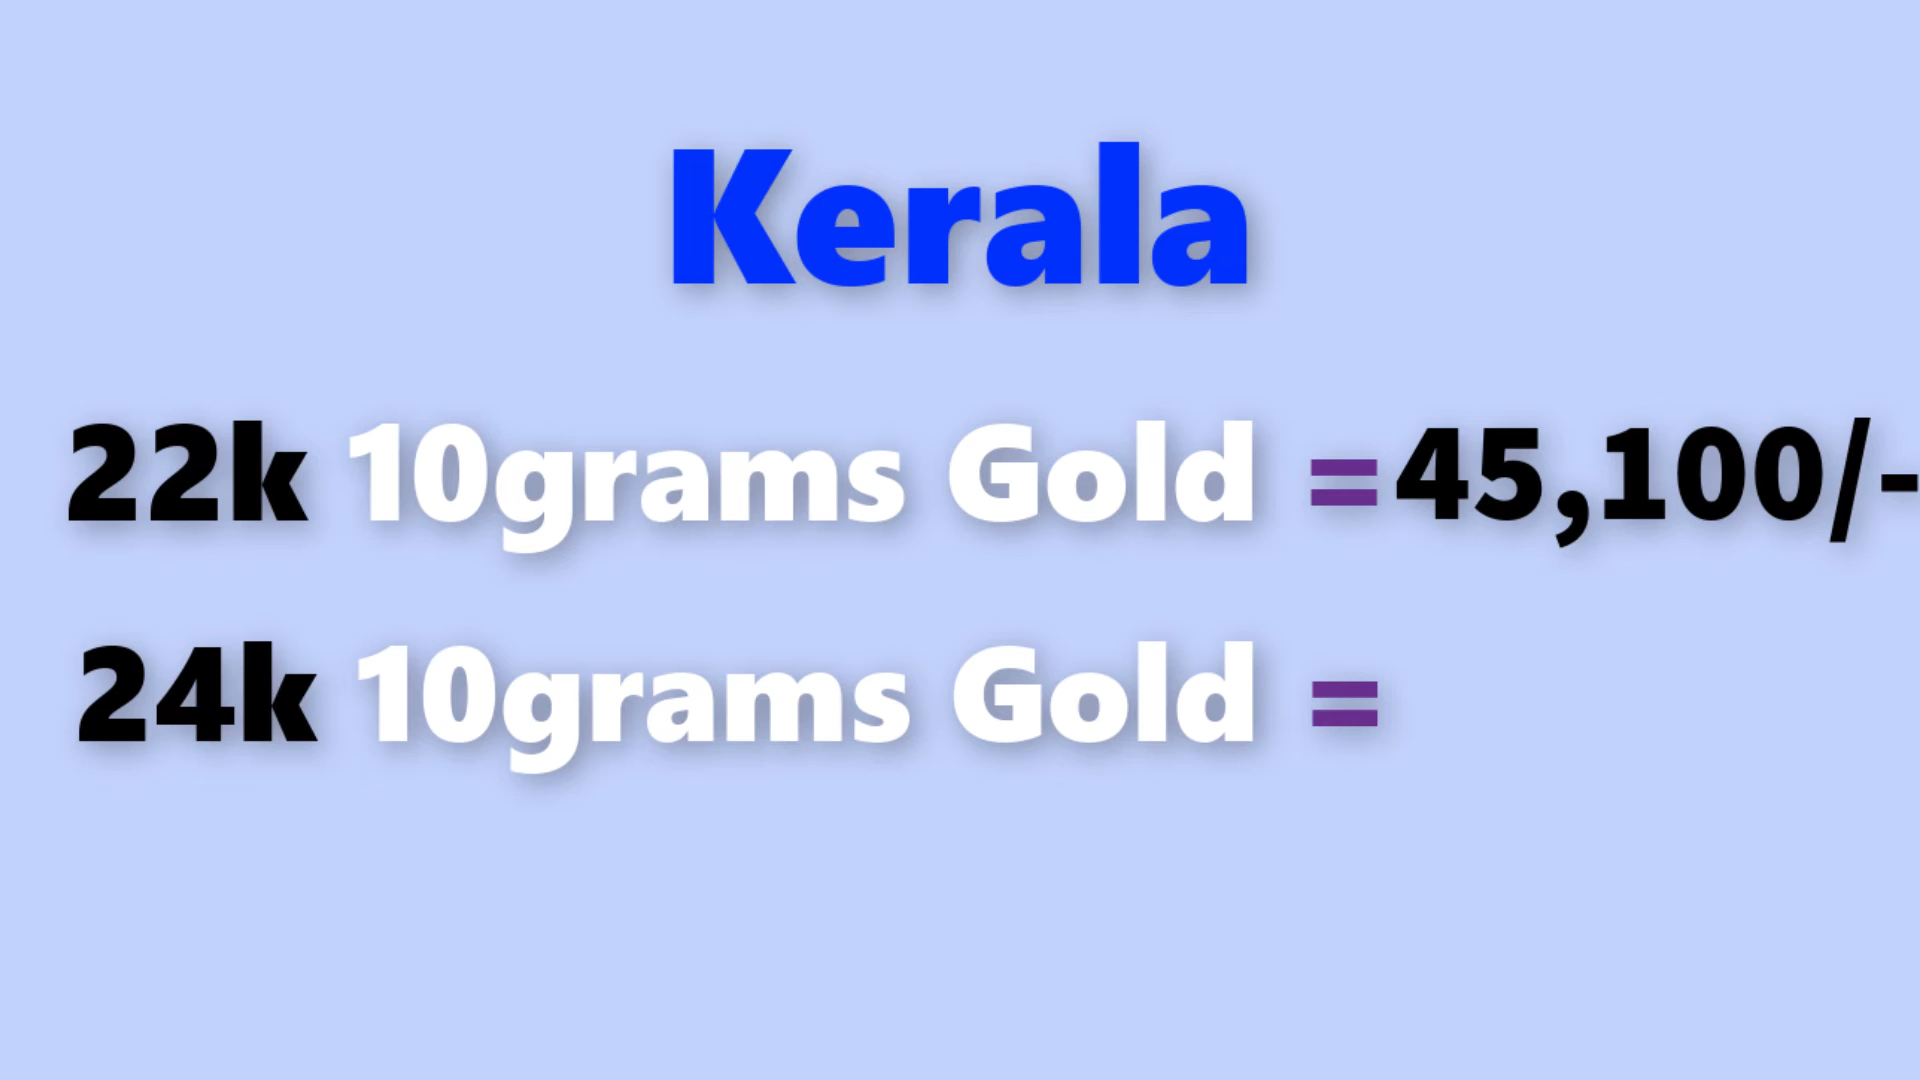 Kerala
22k 10grams Gold =45,100/-
24k 10grams Gold =